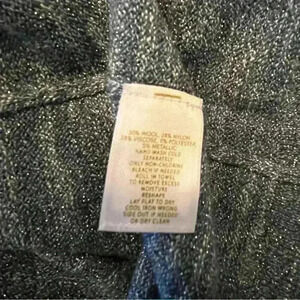 30% WOOL, 28% NYLON
28% VISCOSE, 9% POLYESTER,
5% METALLIC
HAND WASH COLD
SEPARATELY
ONLY NON-CHLORINE
BLEACH IF NEEDED
ROLL IN TOWEL
TO REMOVE EXCESS
MOISTURE
RESHAPE
LAY FLAT TO DRY
COOL IRON WRONG
SIDE OUT IF NEEDED
OR DRY CLEAN